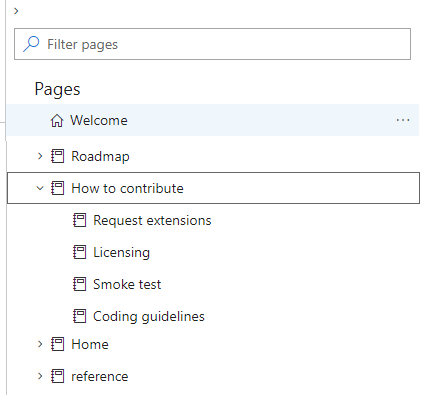 Filter pages
Pages
Welcome
Roadmap
How to contribute
Request extensions
Licensing
Smoke test
Coding guidelines
Home
reference